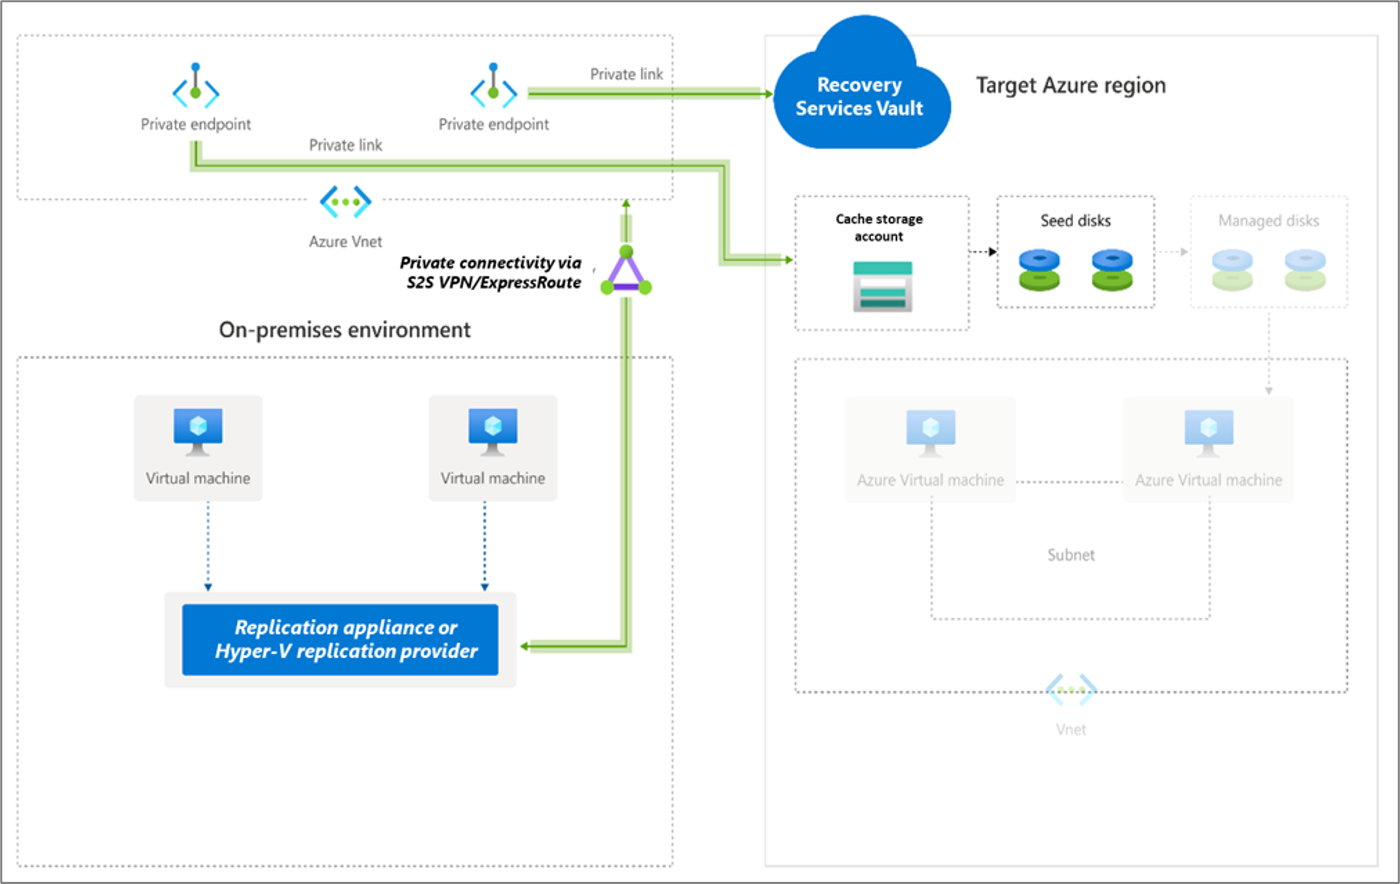 Private link
Recovery
Services Vault
Target Azure region
Private endpoint
Private endpoint
Private link
Azure Vnet
Private connectivity via
S2S VPN/ExpressRoute
Cache storage
account
Seed disks
Managed disks
On-premises environment
Virtual machine
Virtual machine
Azure Virtual machine
Azure Virtual machine
Subnet
Replication appliance or
Hyper-V replication provider
Vnet